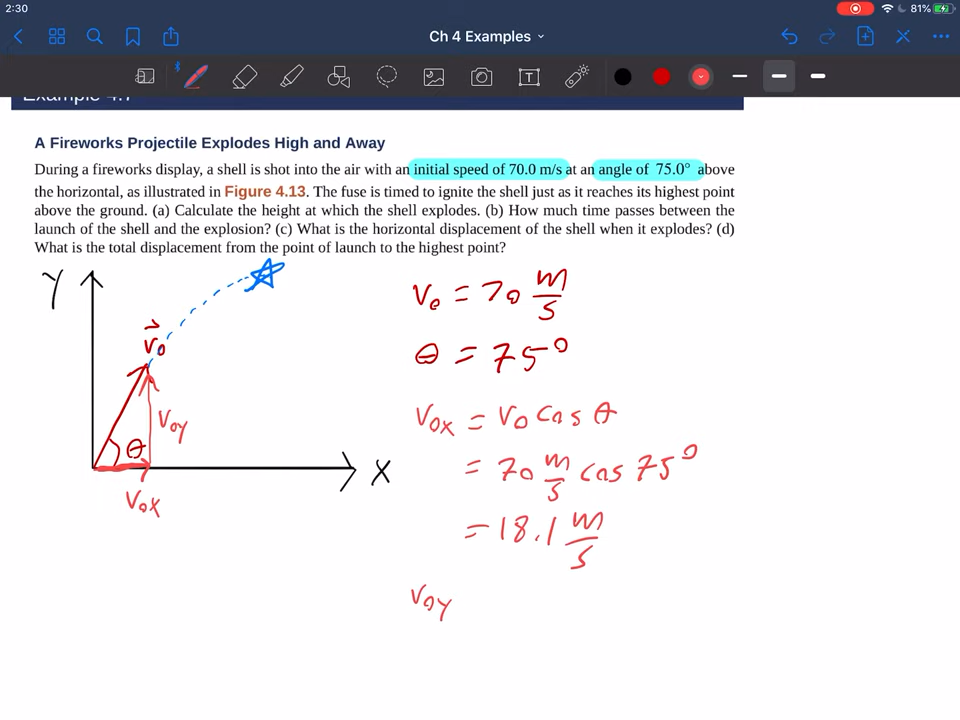 2:30
81%
Ch 4 Examples
T
Example 4.7
A Fireworks Projectile Explodes High and Away
During a fireworks display, a shell is shot into the air with an initial speed of 70.0 m/s at an angle of 75.0° above
the horizontal, as illustrated in Figure 4.13. The fuse is timed to ignite the shell just as it reaches its highest point
above the ground. (a) Calculate the height at which the shell explodes. (b) How much time passes between the
launch of the shell and the explosion? (c) What is the horizontal displacement of the shell when it explodes? (d)
What is the total displacement from the point of launch to the highest point?
Y
v⃗₀
v₀y
θ
v₀x
X
v₀ = 70 m/s
θ = 75°
v₀x = v₀ cos θ
= 70 m/s cos 75°
= 18.1 m/s
v₀y